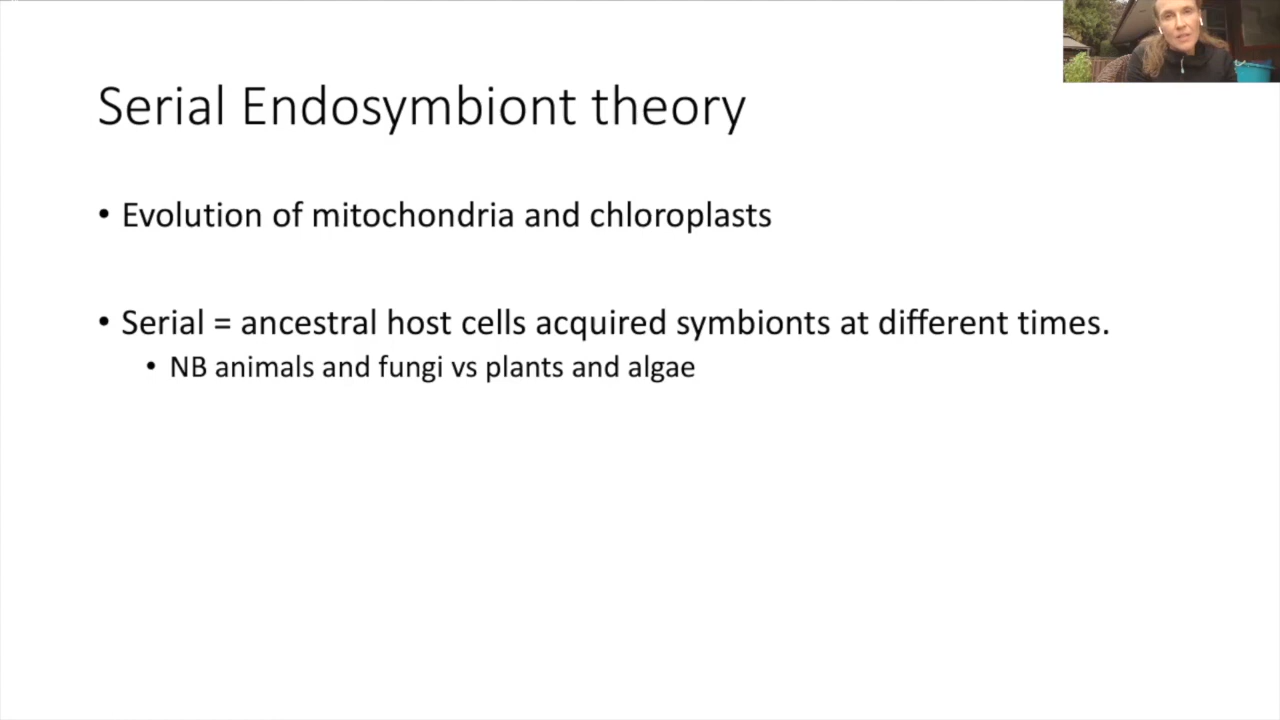 Serial Endosymbiont theory
• Evolution of mitochondria and chloroplasts
• Serial = ancestral host cells acquired symbionts at different times.
• NB animals and fungi vs plants and algae